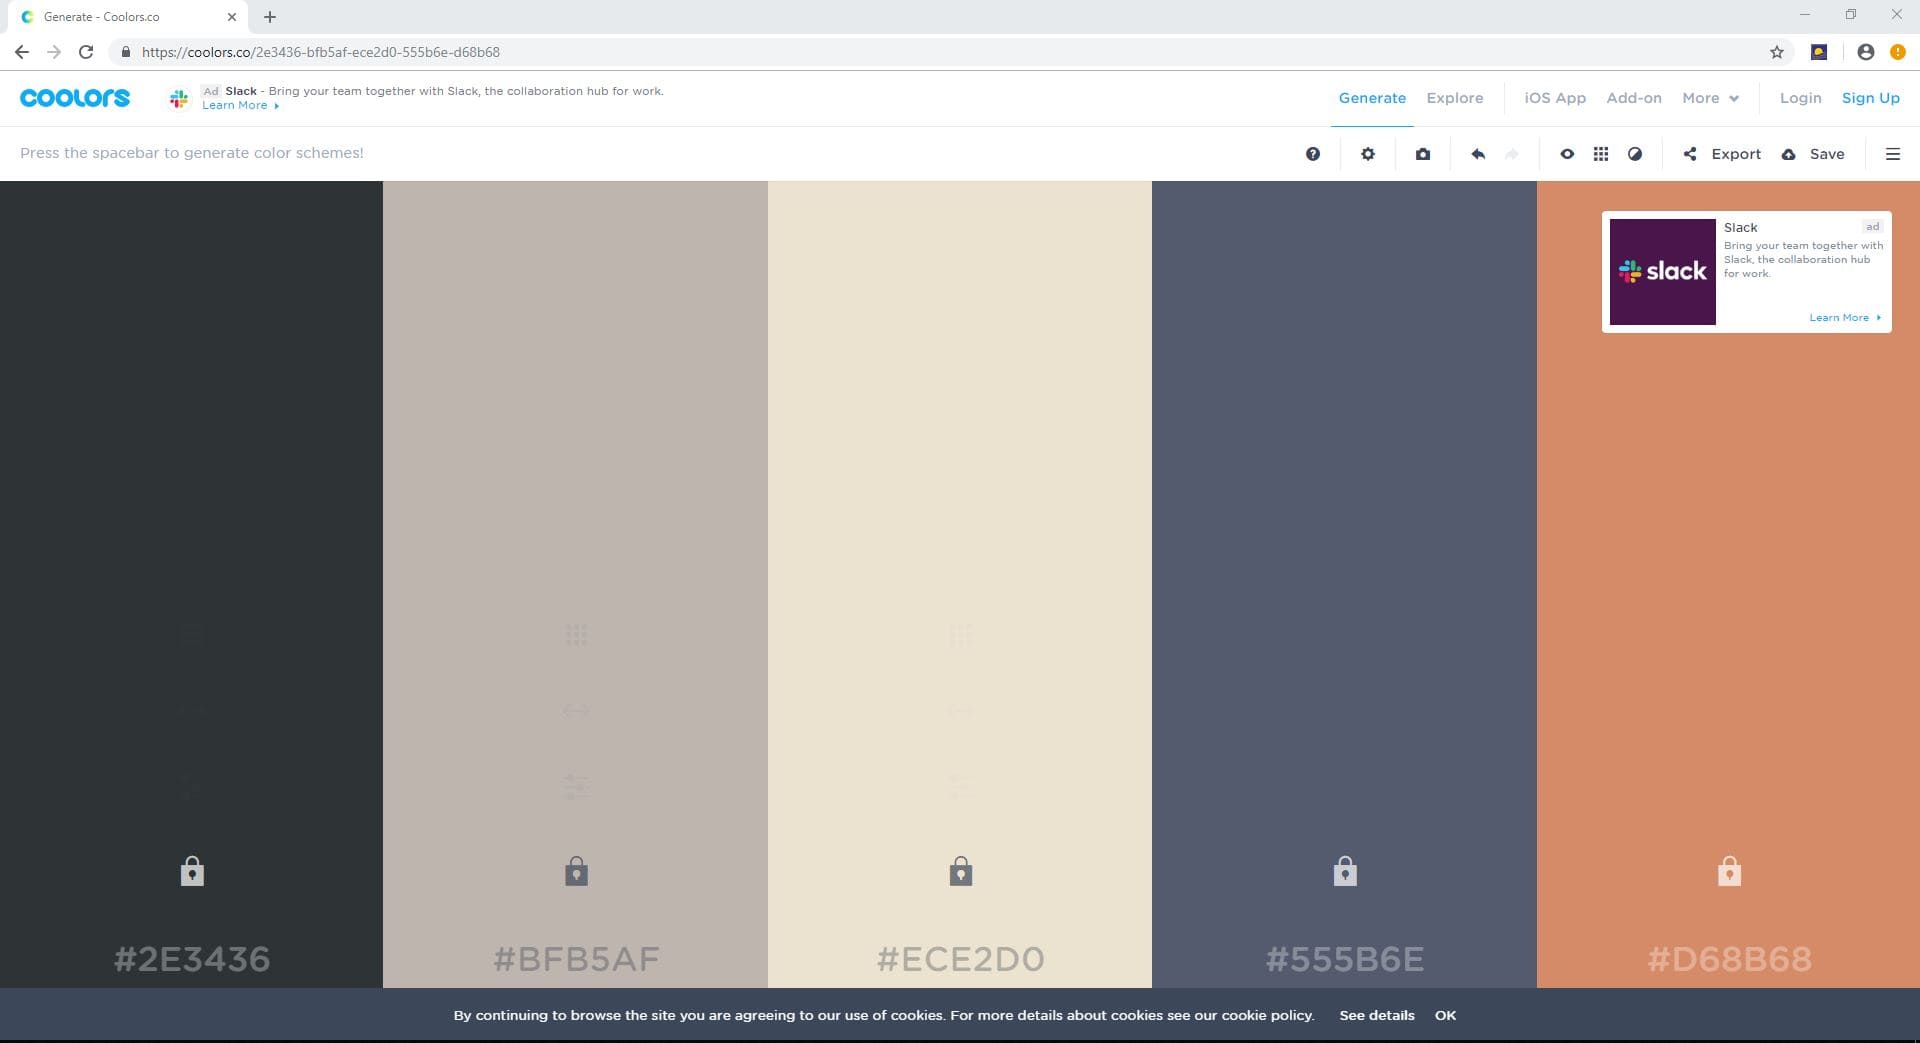 Generate - Coolors.co
https://coolors.co/2e3436-bfb5af-ece2d0-555b6e-d68b68
coolors
Ad Slack - Bring your team together with Slack, the collaboration hub for work.
Learn More
Generate Explore iOS App Add-on More Login Sign Up
Press the spacebar to generate color schemes!
Export Save
Slack ad
Bring your team together with
Slack, the collaboration hub
for work.
slack
Learn More
#2E3436 #BFB5AF #ECE2D0 #555B6E #D68B68
By continuing to browse the site you are agreeing to our use of cookies. For more details about cookies see our cookie policy. See details OK